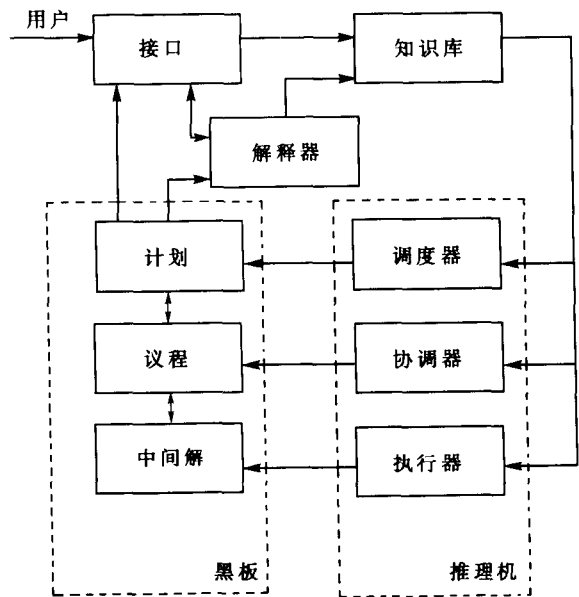 用户
接口
知识库
解释器
计划
调度器
议程
协调器
中间解
执行器
黑板
推理机